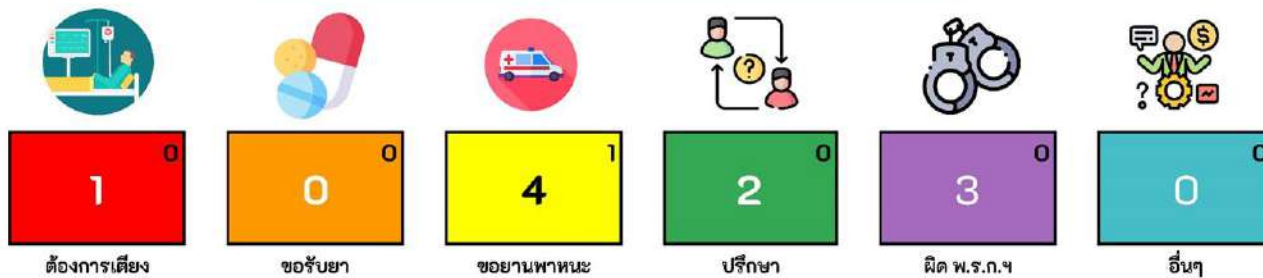 0 0 1 0 0 0
1 0 4 2 3 0
ต้องการเตียง ขอรับยา ขอยานพาหนะ ปรึกษา ผิด พ.ร.ก.ฯ อื่นๆ